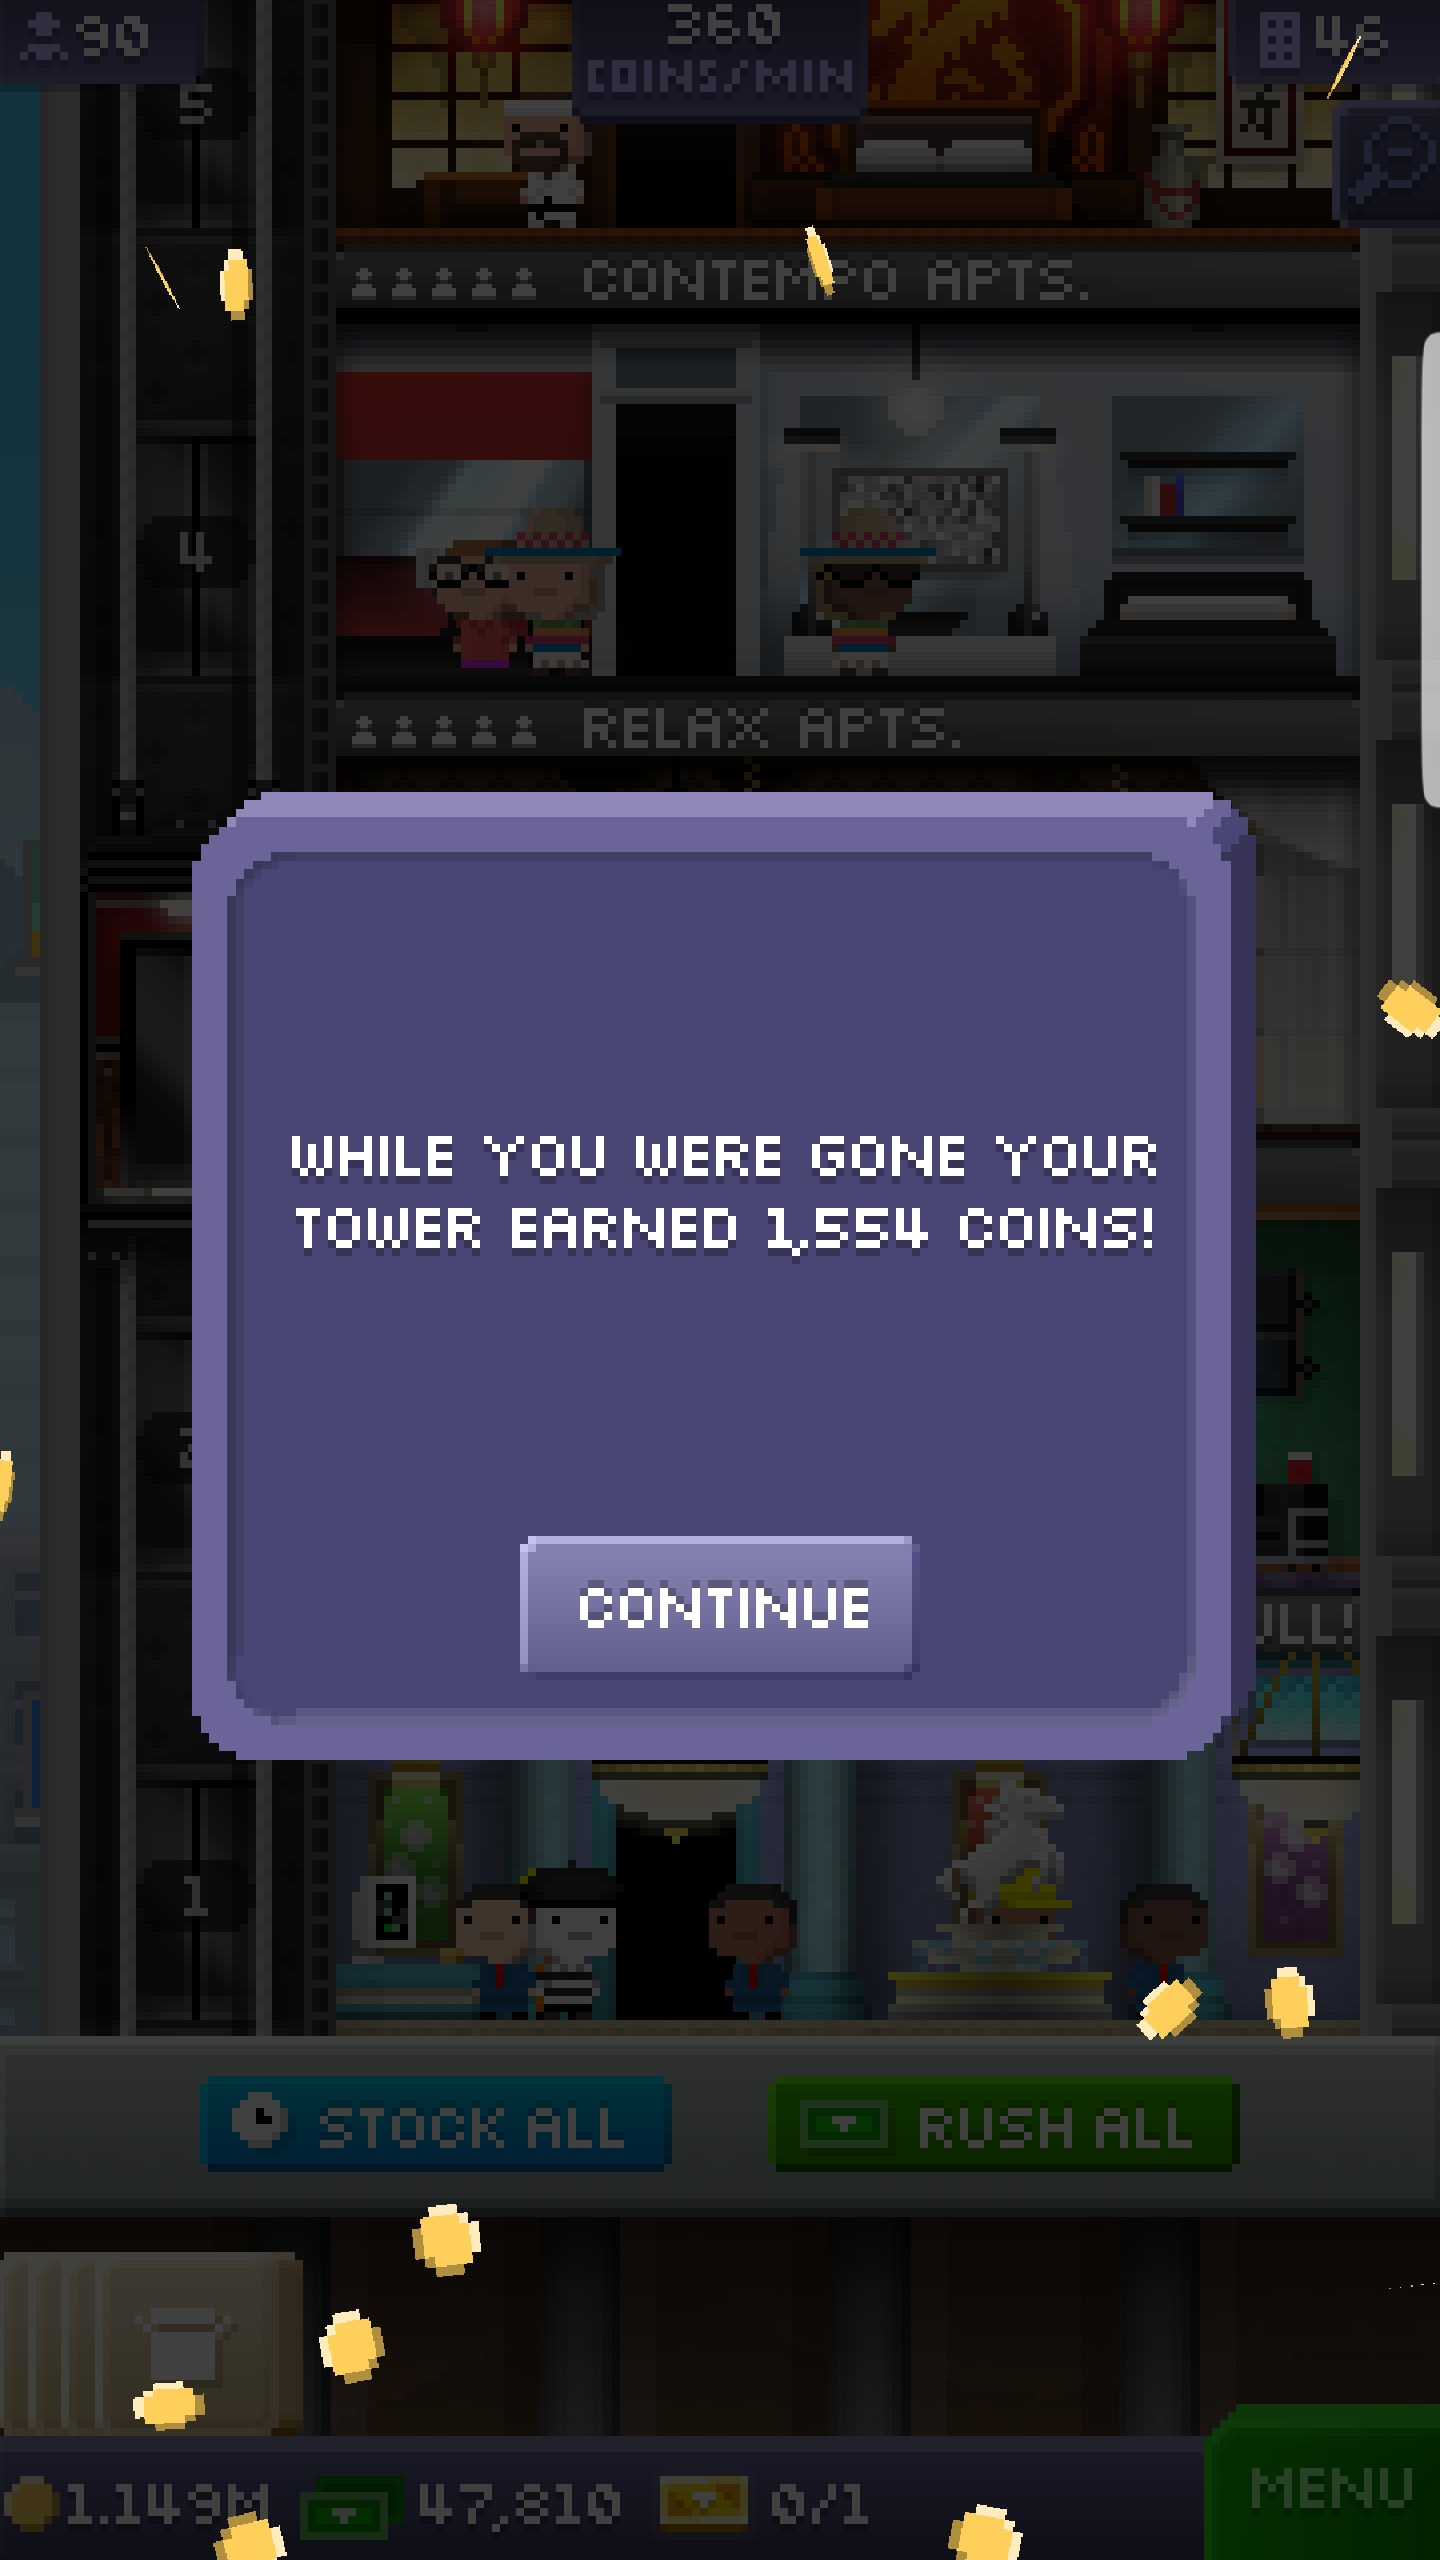 90
360
COINS/MIN
46
5
CONTEMPO APTS.
4
RELAX APTS.
WHILE YOU WERE GONE YOUR
TOWER EARNED 1,554 COINS!
CONTINUE
1
STOCK ALL
RUSH ALL
1.149M
47,810
0/1
MENU